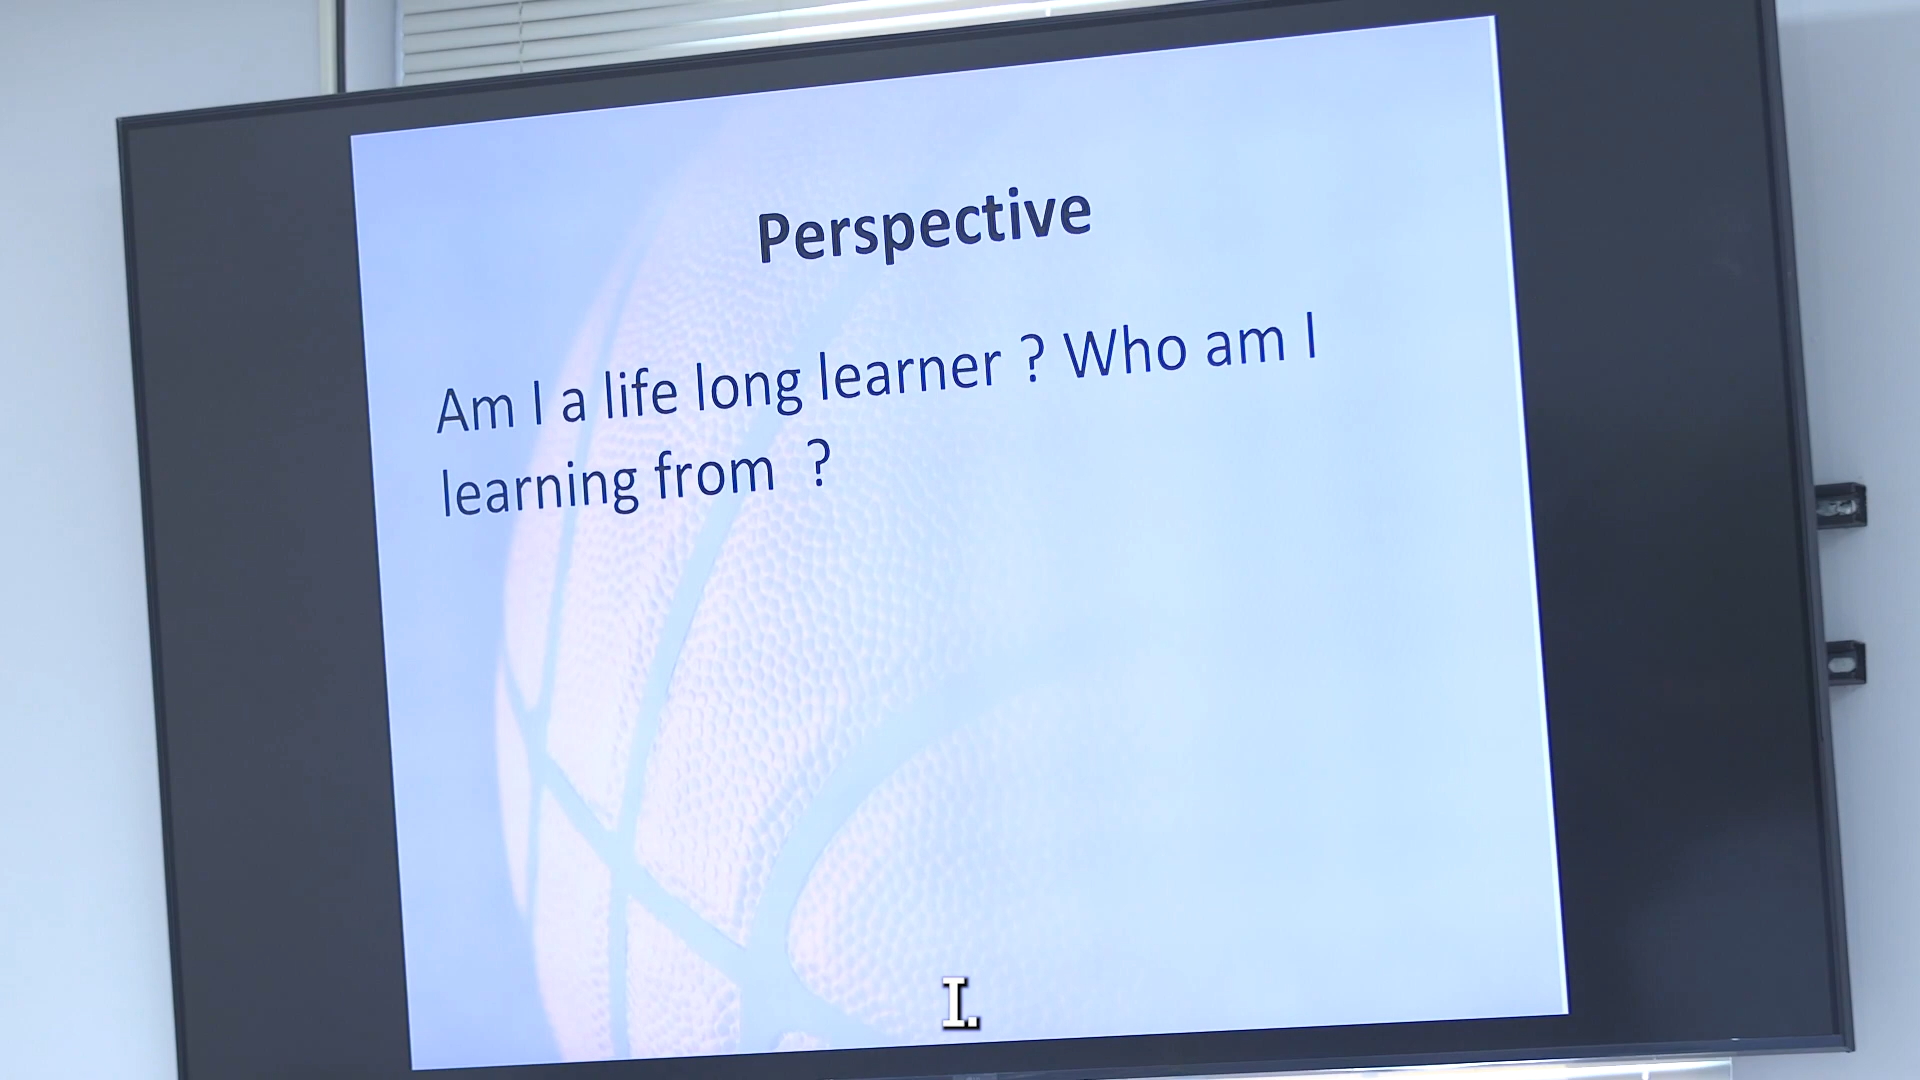 Perspective
Am I a life long learner ? Who am I
learning from ?
I.